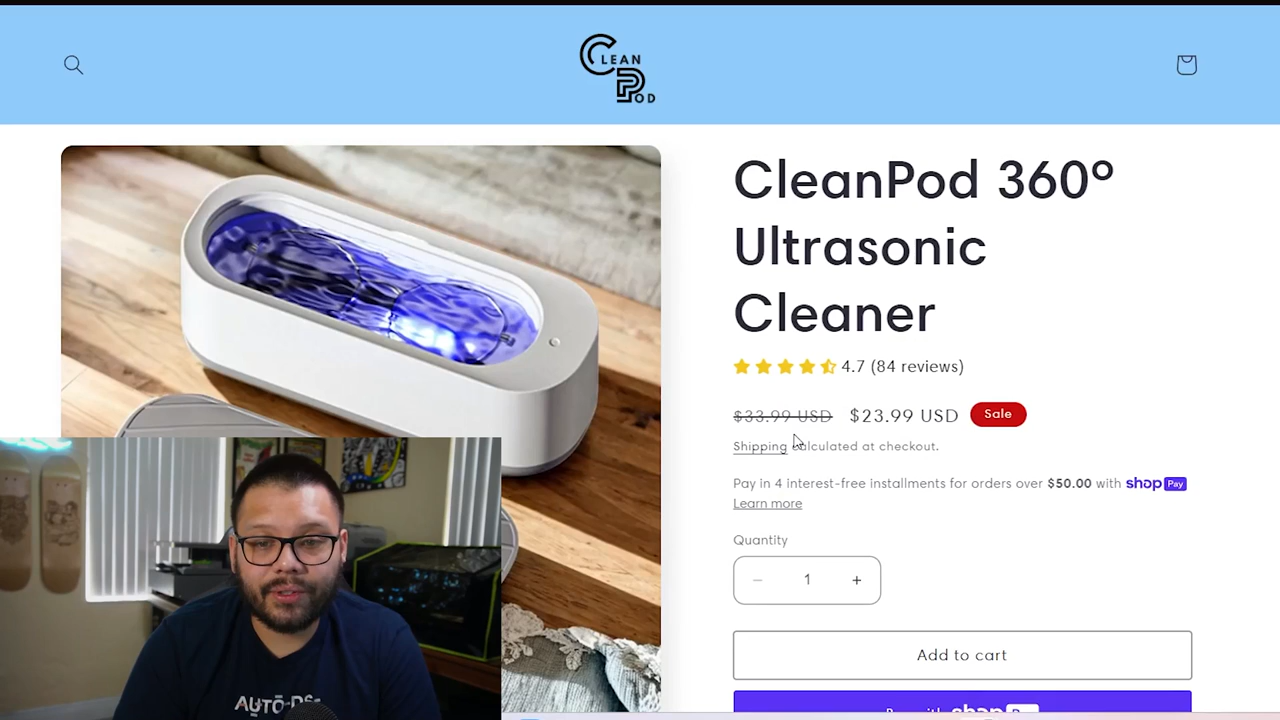 CLEAN
POD
CleanPod 360°
Ultrasonic
Cleaner
4.7 (84 reviews)
$33.99 USD $23.99 USD Sale
Shipping calculated at checkout.
Pay in 4 interest-free installments for orders over $50.00 with shop Pay
Learn more
Quantity
− 1 +
Add to cart